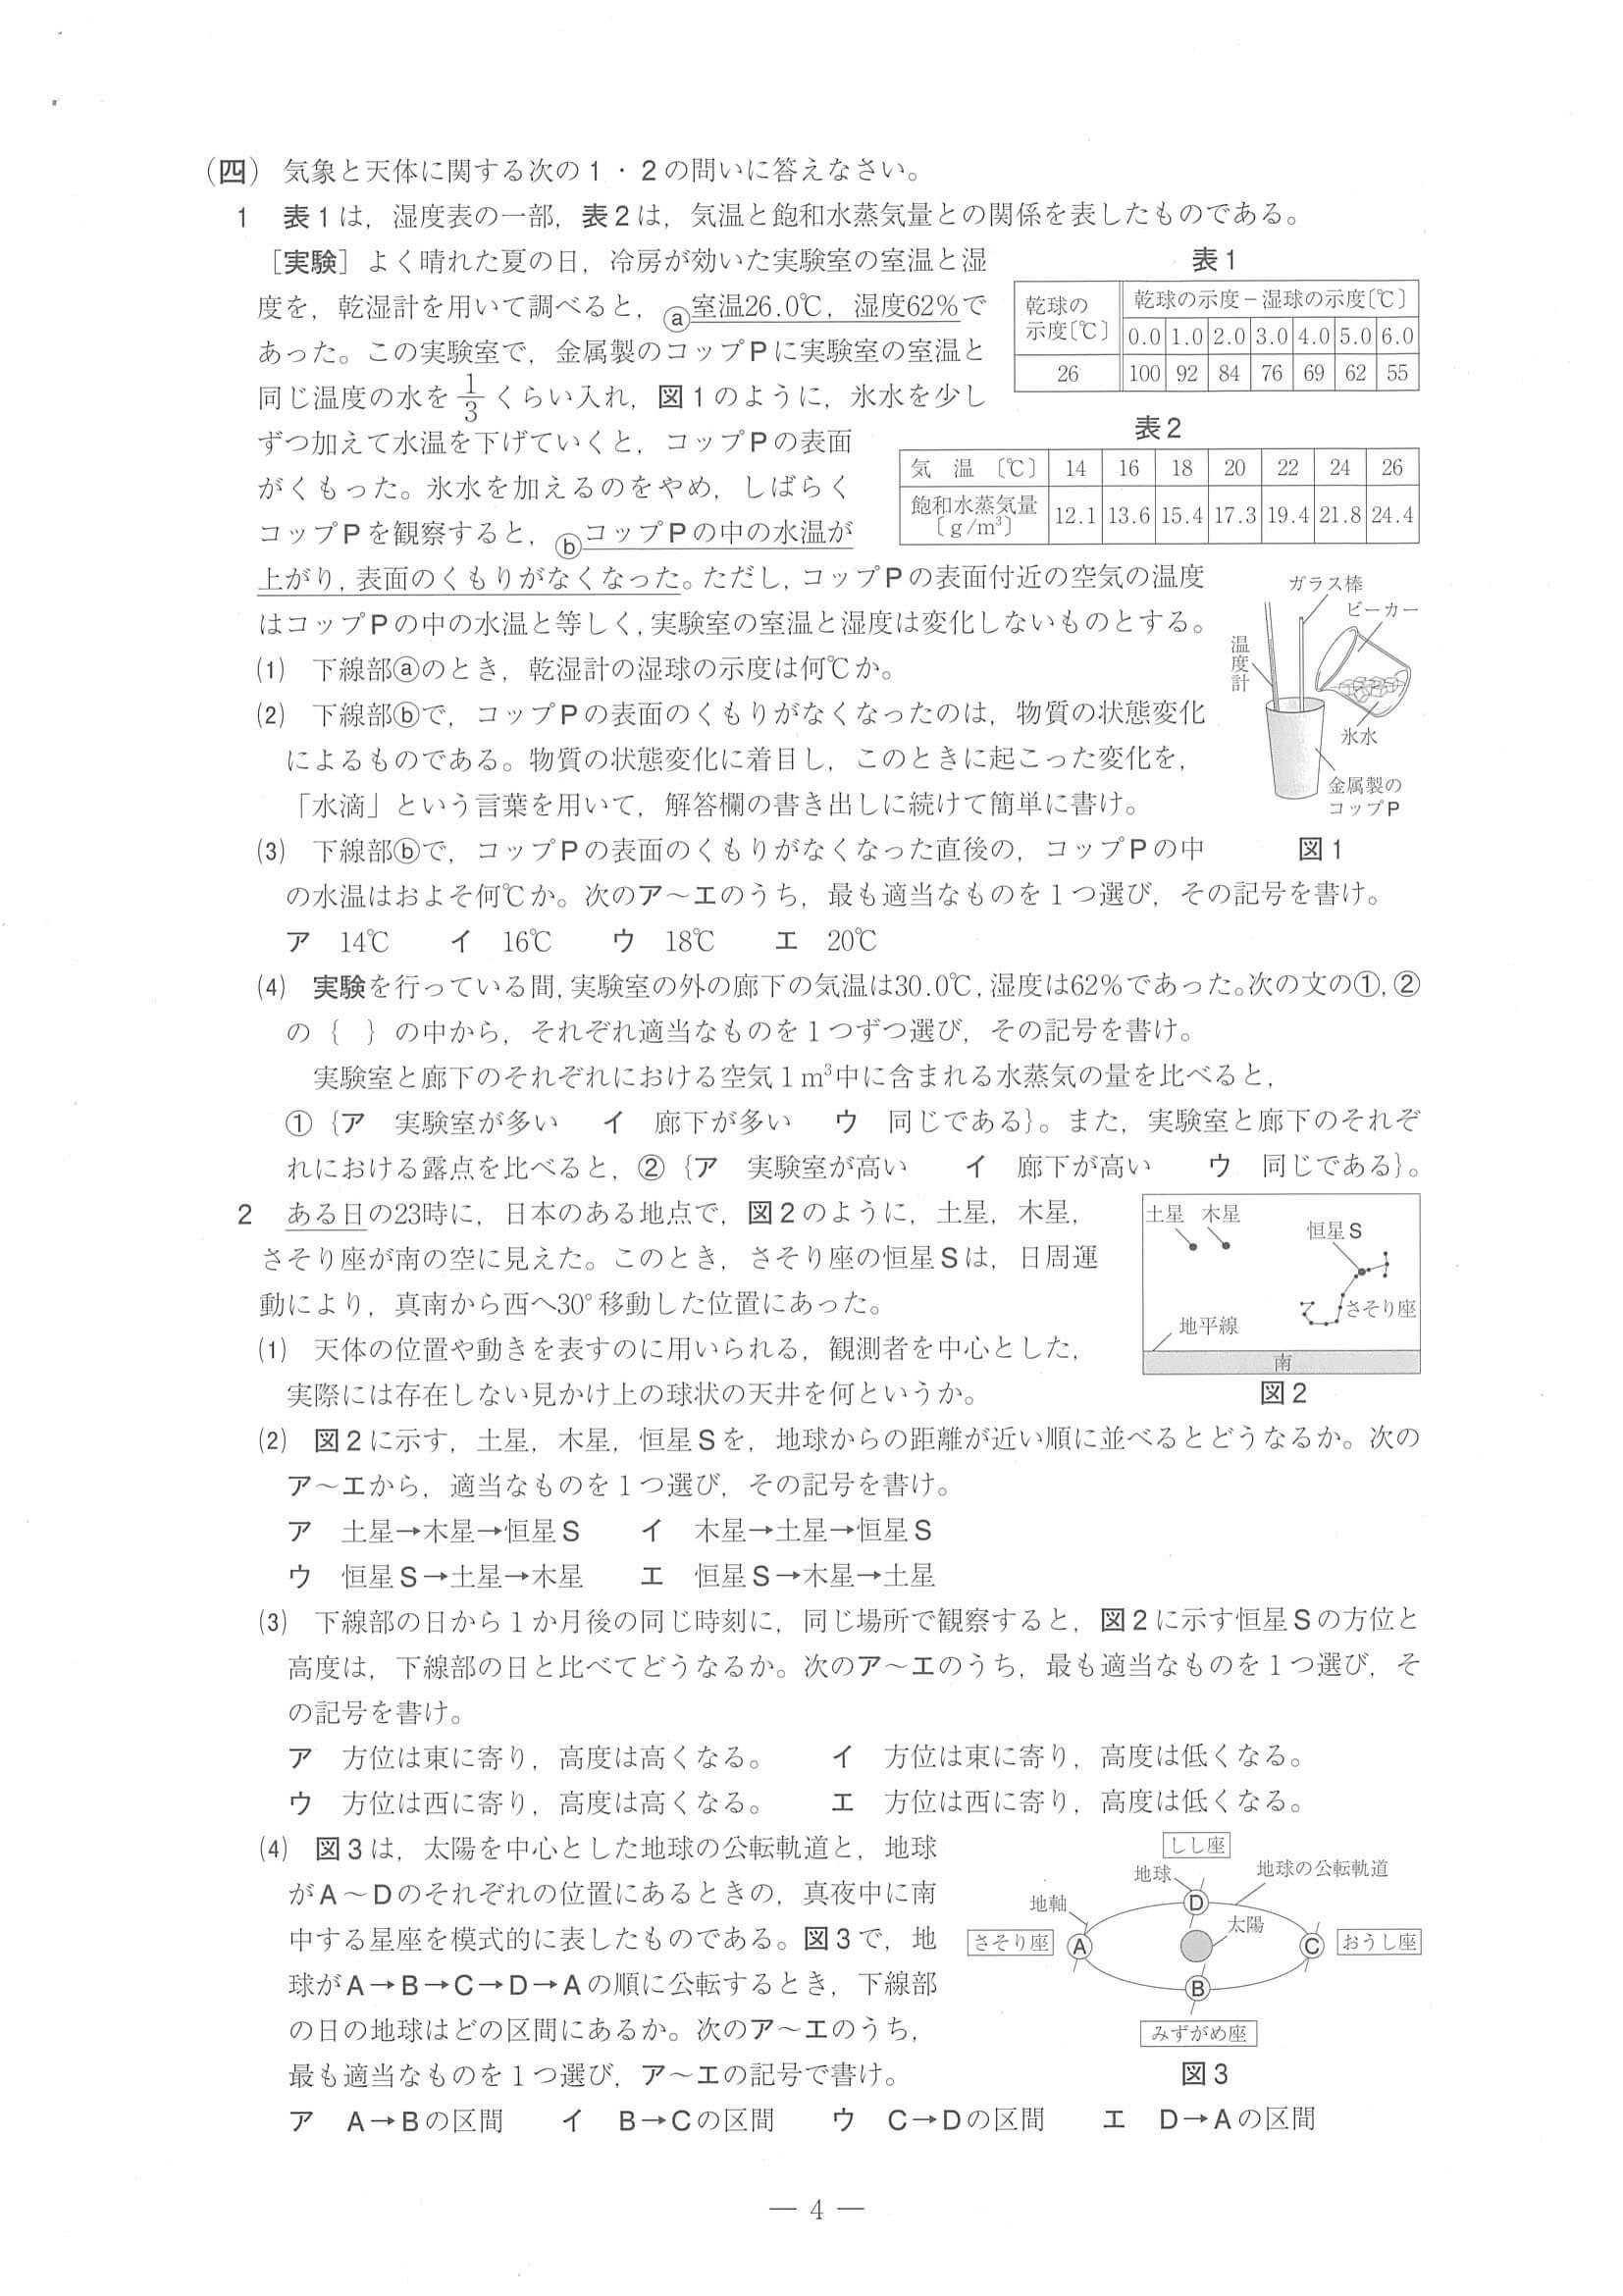 (四) 気象と天体に関する次の1・2の問いに答えなさい。
1 表1は，湿度表の一部，表2は，気温と飽和水蒸気量との関係を表したものである。
［実験］よく晴れた夏の日，冷房が効いた実験室の室温と湿
度を，乾湿計を用いて調べると，ⓐ室温26.0℃，湿度62%で
あった。この実験室で，金属製のコップPに実験室の室温と
同じ温度の水を1/3くらい入れ，図1のように，氷水を少し
ずつ加えて水温を下げていくと，コップPの表面
がくもった。氷水を加えるのをやめ，しばらく
コップPを観察すると，ⓑコップPの中の水温が
上がり，表面のくもりがなくなった。ただし，コップPの表面付近の空気の温度
はコップPの中の水温と等しく，実験室の室温と湿度は変化しないものとする。
表1
乾球の示度〔℃〕 乾球の示度－湿球の示度〔℃〕
0.0 1.0 2.0 3.0 4.0 5.0 6.0
26 100 92 84 76 69 62 55
表2
気温〔℃〕 14 16 18 20 22 24 26
飽和水蒸気量〔g/m³〕 12.1 13.6 15.4 17.3 19.4 21.8 24.4
ガラス棒
ビーカー
温度計
氷水
金属製の
コップP
図1
(1) 下線部ⓐのとき，乾湿計の湿球の示度は何℃か。
(2) 下線部ⓑで，コップPの表面のくもりがなくなったのは，物質の状態変化
によるものである。物質の状態変化に着目し，このときに起こった変化を，
「水滴」という言葉を用いて，解答欄の書き出しに続けて簡単に書け。
(3) 下線部ⓑで，コップPの表面のくもりがなくなった直後の，コップPの中
の水温はおよそ何℃か。次のア～エのうち，最も適当なものを1つ選び，その記号を書け。
ア 14℃ イ 16℃ ウ 18℃ エ 20℃
(4) 実験を行っている間，実験室の外の廊下の気温は30.0℃，湿度は62%であった。次の文の①，②
の｛ ｝の中から，それぞれ適当なものを1つずつ選び，その記号を書け。
実験室と廊下のそれぞれにおける空気1m³中に含まれる水蒸気の量を比べると，
①｛ア 実験室が多い イ 廊下が多い ウ 同じである｝。また，実験室と廊下のそれぞ
れにおける露点を比べると，②｛ア 実験室が高い イ 廊下が高い ウ 同じである｝。
2 ある日の23時に，日本のある地点で，図2のように，土星，木星，
さそり座が南の空に見えた。このとき，さそり座の恒星Sは，日周運
動により，真南から西へ30°移動した位置にあった。
土星 木星
恒星S
さそり座
地平線
南
図2
(1) 天体の位置や動きを表すのに用いられる，観測者を中心とした，
実際には存在しない見かけ上の球状の天井を何というか。
(2) 図2に示す，土星，木星，恒星Sを，地球からの距離が近い順に並べるとどうなるか。次の
ア～エから，適当なものを1つ選び，その記号を書け。
ア 土星→木星→恒星S イ 木星→土星→恒星S
ウ 恒星S→土星→木星 エ 恒星S→木星→土星
(3) 下線部の日から1か月後の同じ時刻に，同じ場所で観察すると，図2に示す恒星Sの方位と
高度は，下線部の日と比べてどうなるか。次のア～エのうち，最も適当なものを1つ選び，そ
の記号を書け。
ア 方位は東に寄り，高度は高くなる。 イ 方位は東に寄り，高度は低くなる。
ウ 方位は西に寄り，高度は高くなる。 エ 方位は西に寄り，高度は低くなる。
(4) 図3は，太陽を中心とした地球の公転軌道と，地球
がA～Dのそれぞれの位置にあるときの，真夜中に南
中する星座を模式的に表したものである。図3で，地
球がA→B→C→D→Aの順に公転するとき，下線部
の日の地球はどの区間にあるか。次のア～エのうち，
最も適当なものを1つ選び，ア～エの記号で書け。
しし座
地球
地球の公転軌道
地軸
D
太陽
さそり座 A C おうし座
B
みずがめ座
図3
ア A→Bの区間 イ B→Cの区間 ウ C→Dの区間 エ D→Aの区間
— 4 —